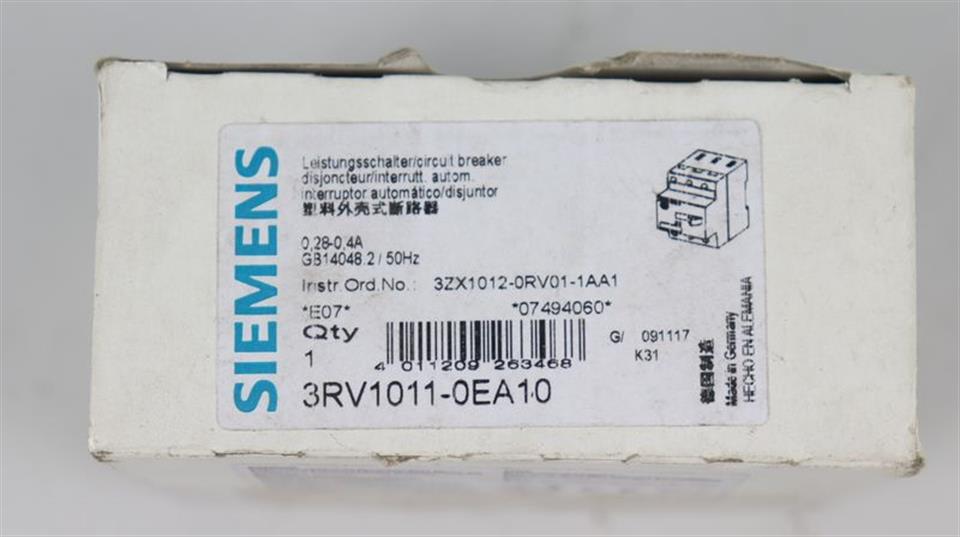 SIEMENS
Leistungsschalter/circuit breaker
disjoncteur/interrutt. autom.
interruptor automático/disjuntor
塑料外壳式断路器
0,28-0,4A
GB14048.2 / 50Hz
Instr.Ord.No.: 3ZX1012-0RV01-1AA1
*E07* *07494060*
Qty
1
4 011209 263468
G/ 091117
K31
3RV1011-0EA10
德国制造
Made in Germany
HECHO EN ALEMANIA